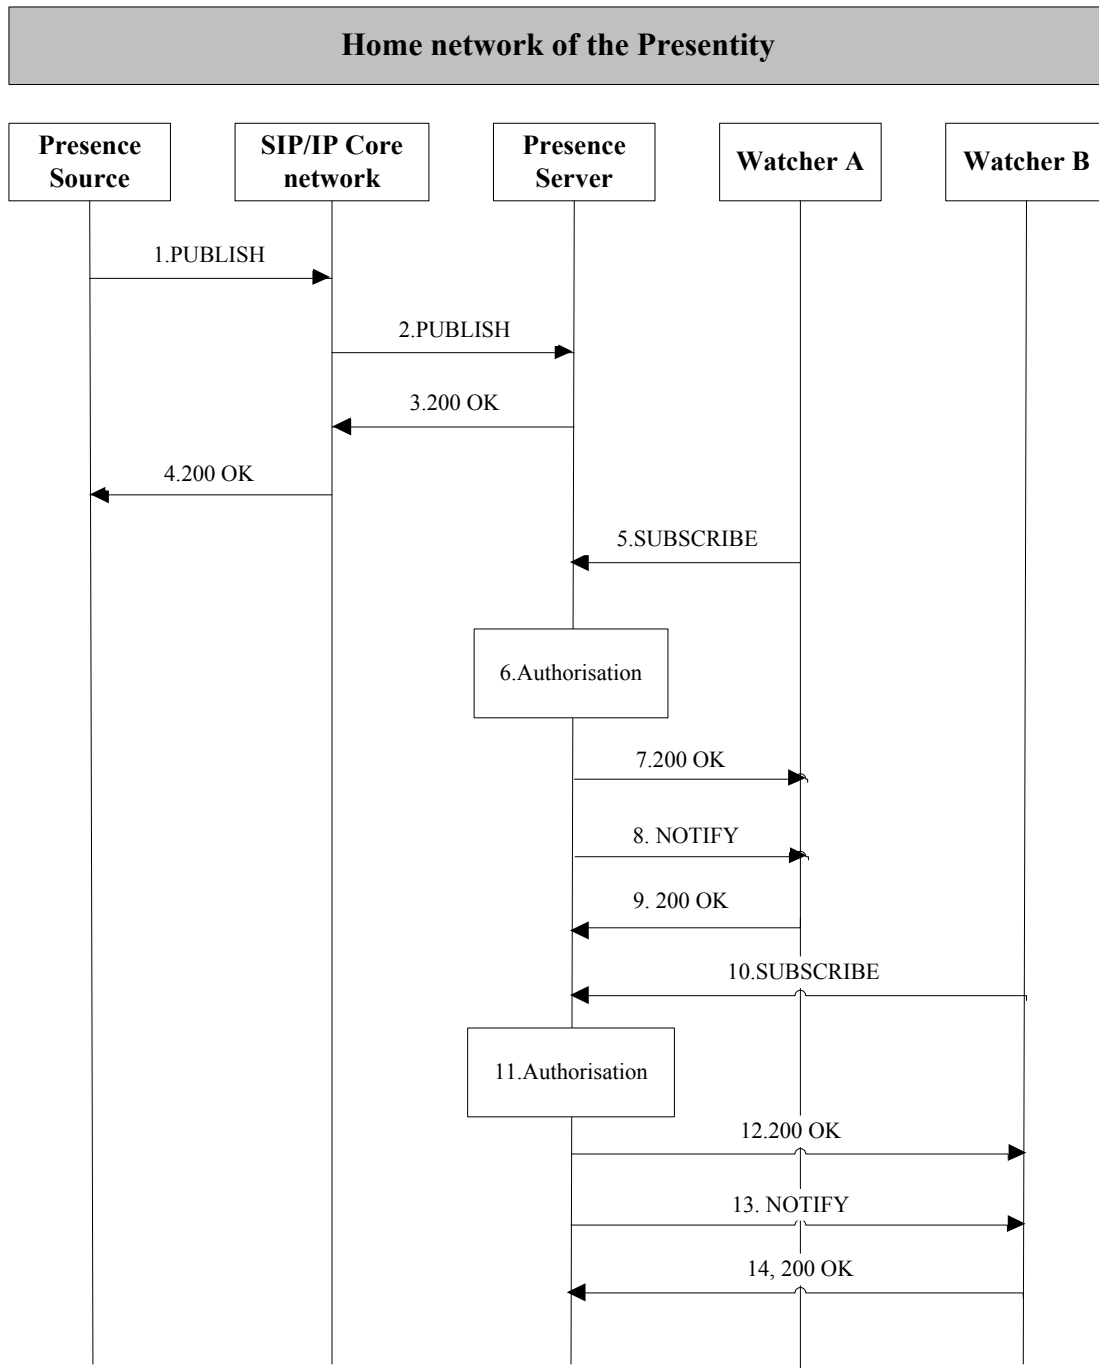 Home network of the Presentity
Presence
Source
SIP/IP Core
network
Presence
Server
Watcher A
Watcher B
1.PUBLISH
2.PUBLISH
3.200 OK
4.200 OK
5.SUBSCRIBE
6.Authorisation
7.200 OK
8. NOTIFY
9. 200 OK
10.SUBSCRIBE
11.Authorisation
12.200 OK
13. NOTIFY
14, 200 OK